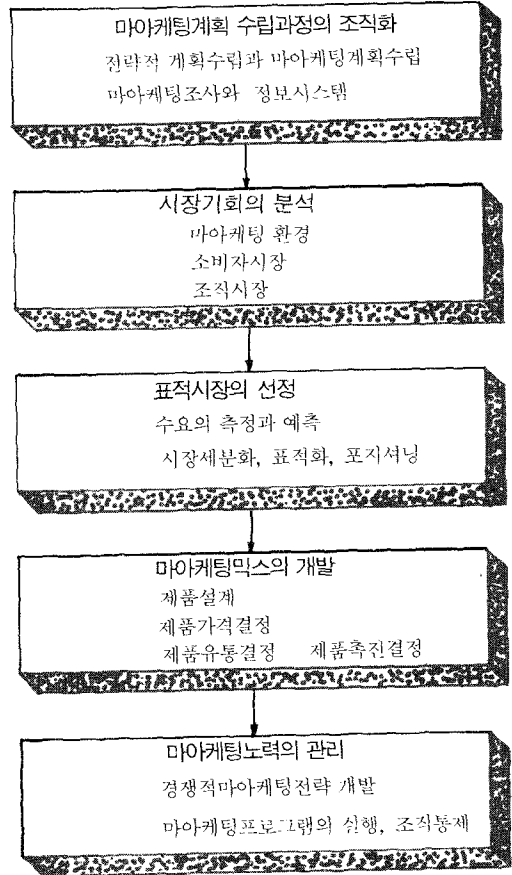 마아케팅계획 수립과정의 조직화
전략적 계획수립과 마아케팅계획수립
마아케팅조사와 정보시스템
시장기회의 분석
마아케팅 환경
소비자시장
조직시장
표적시장의 선정
수요의 측정과 예측
시장세분화, 표적화, 포지셔닝
마아케팅믹스의 개발
제품설계
제품가격결정
제품유통결정 제품촉진결정
마아케팅노력의 관리
경쟁적마아케팅전략 개발
마아케팅프로그램의 실행, 조직통제